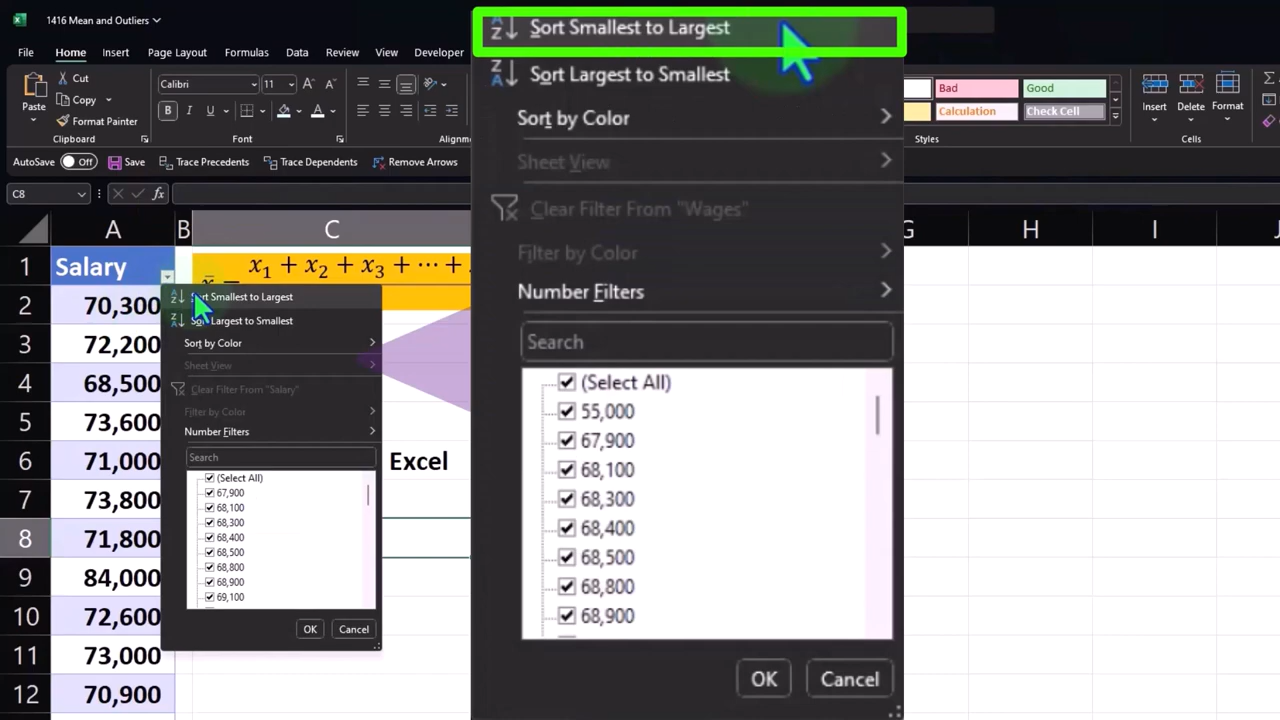 1416 Mean and Outliers
File Home Insert Page Layout Formulas Data Review View Developer
Paste
Cut
Copy
Format Painter
Clipboard
Calibri 11
B I U
Font
Alignm
Bad Good
Calculation Check Cell
Styles
Insert Delete Format
Cells
AutoSave Off Save Trace Precedents Trace Dependents Remove Arrows
C8 fx
A B C G H I J
1 Salary x̄ = x₁ + x₂ + x₃ + ⋯ +
2 70,300
3 72,200
4 68,500
5 73,600
6 71,000 Excel
7 73,800
8 71,800
9 84,000
10 72,600
11 73,000
12 70,900
Sort Smallest to Largest
Sort Largest to Smallest
Sort by Color
Sheet View
Clear Filter From "Salary"
Filter by Color
Number Filters
Search
(Select All)
67,900
68,100
68,300
68,400
68,500
68,800
68,900
69,100
OK Cancel
Sort Smallest to Largest
Sort Largest to Smallest
Sort by Color
Sheet View
Clear Filter From "Wages"
Filter by Color
Number Filters
Search
(Select All)
55,000
67,900
68,100
68,300
68,400
68,500
68,800
68,900
OK Cancel